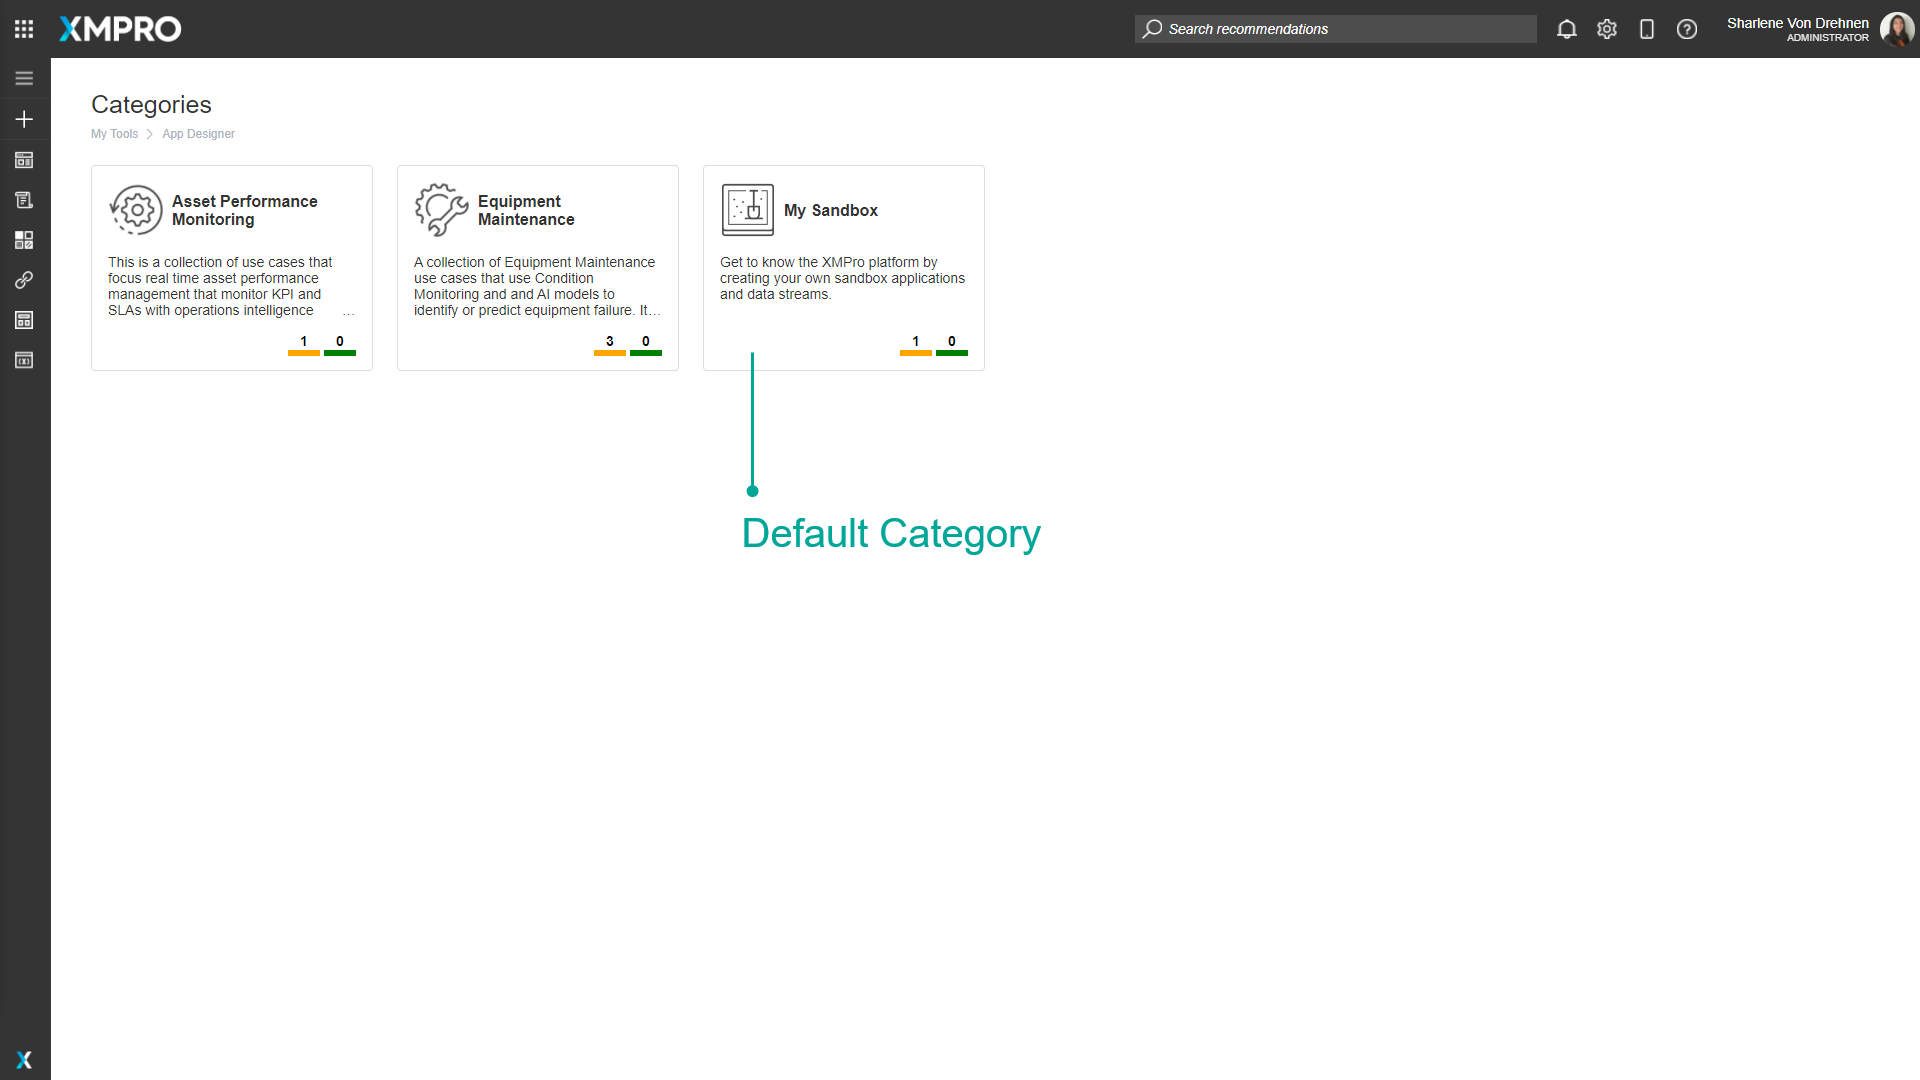 XMPRO
Search recommendations
Sharlene Von Drehnen
ADMINISTRATOR
Categories
My Tools
App Designer
Asset Performance
Monitoring
This is a collection of use cases that
focus real time asset performance
management that monitor KPI and
SLAs with operations intelligence ...
1 0
Equipment
Maintenance
A collection of Equipment Maintenance
use cases that use Condition
Monitoring and and AI models to
identify or predict equipment failure. It...
3 0
My Sandbox
Get to know the XMPro platform by
creating your own sandbox applications
and data streams.
1 0
Default Category